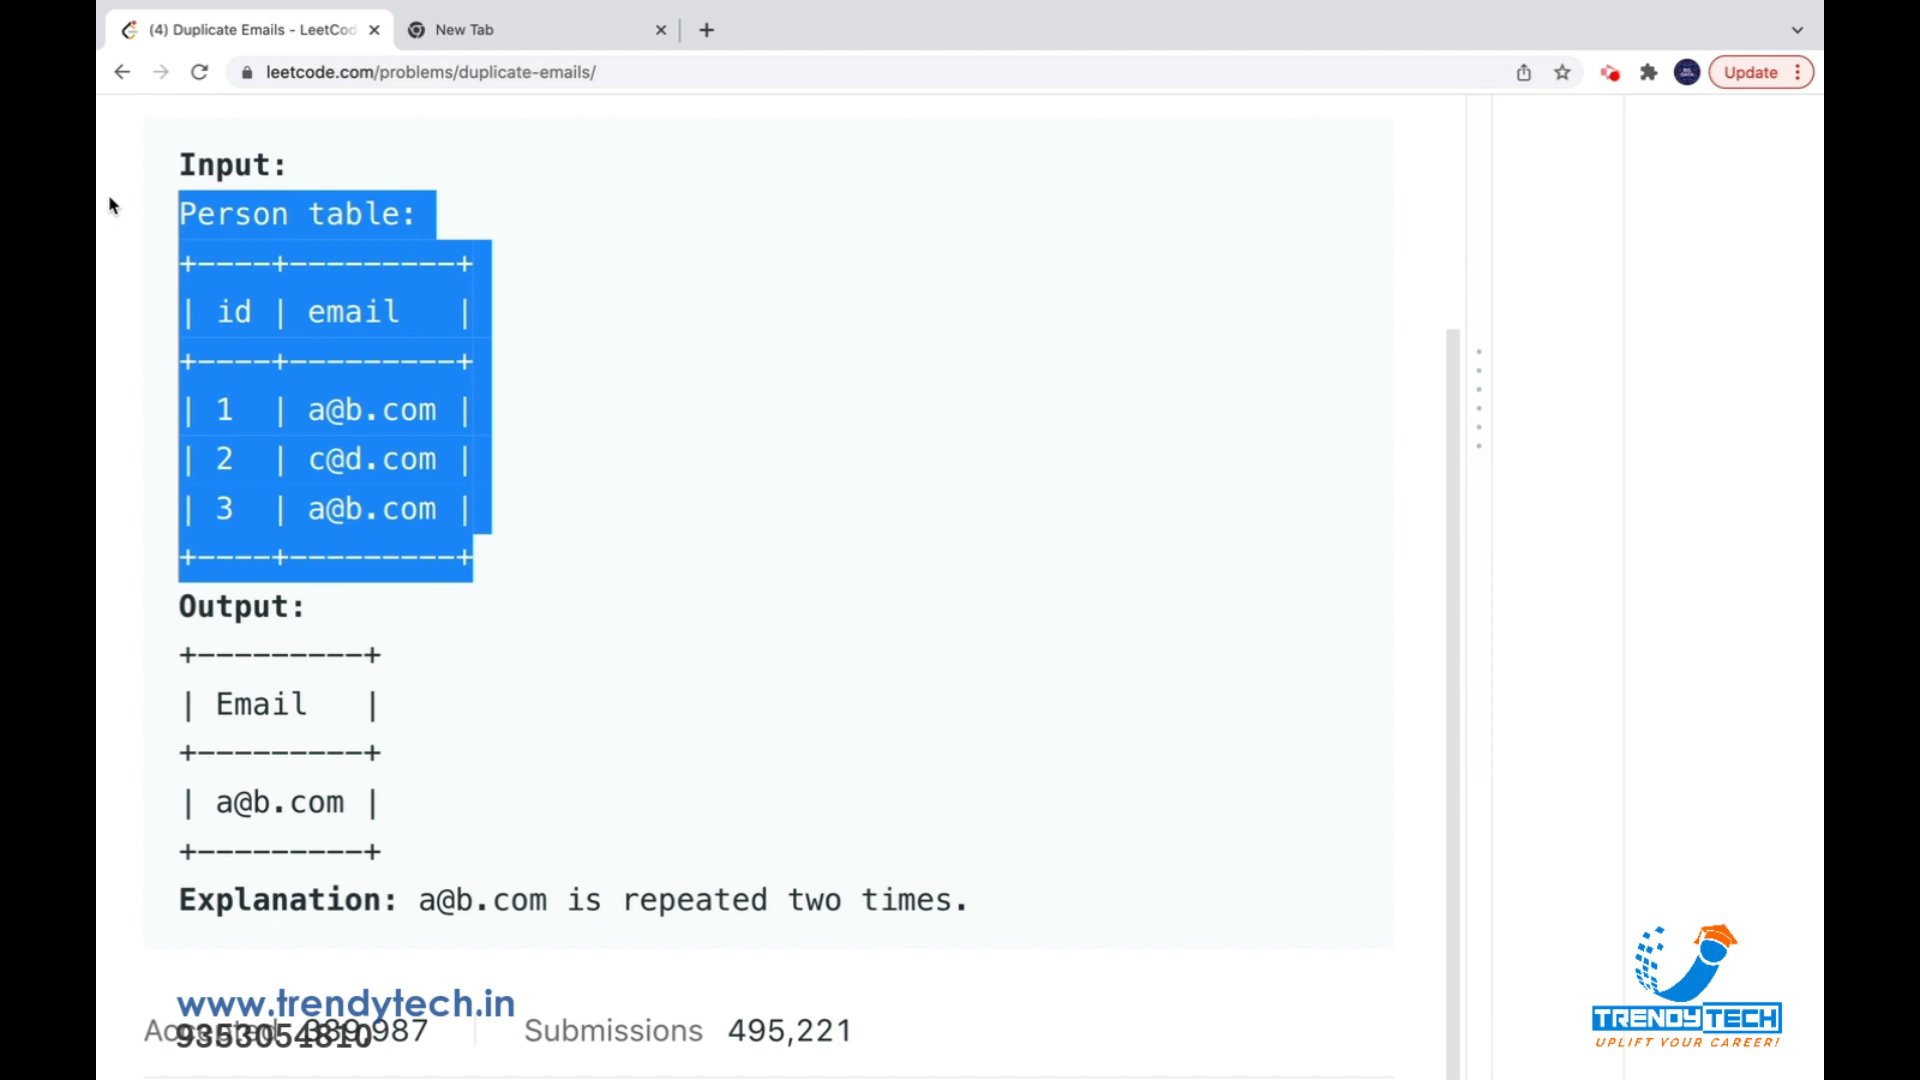 (4) Duplicate Emails - LeetCod
New Tab
leetcode.com/problems/duplicate-emails/
Update
Input:
Person table:
+----+---------+
| id | email   |
+----+---------+
| 1  | a@b.com |
| 2  | c@d.com |
| 3  | a@b.com |
+----+---------+
Output:
+---------+
| Email   |
+---------+
| a@b.com |
+---------+
Explanation: a@b.com is repeated two times.
www.trendytech.in
9353054810
Submissions 495,221
TRENDYTECH
UPLIFT YOUR CAREER!